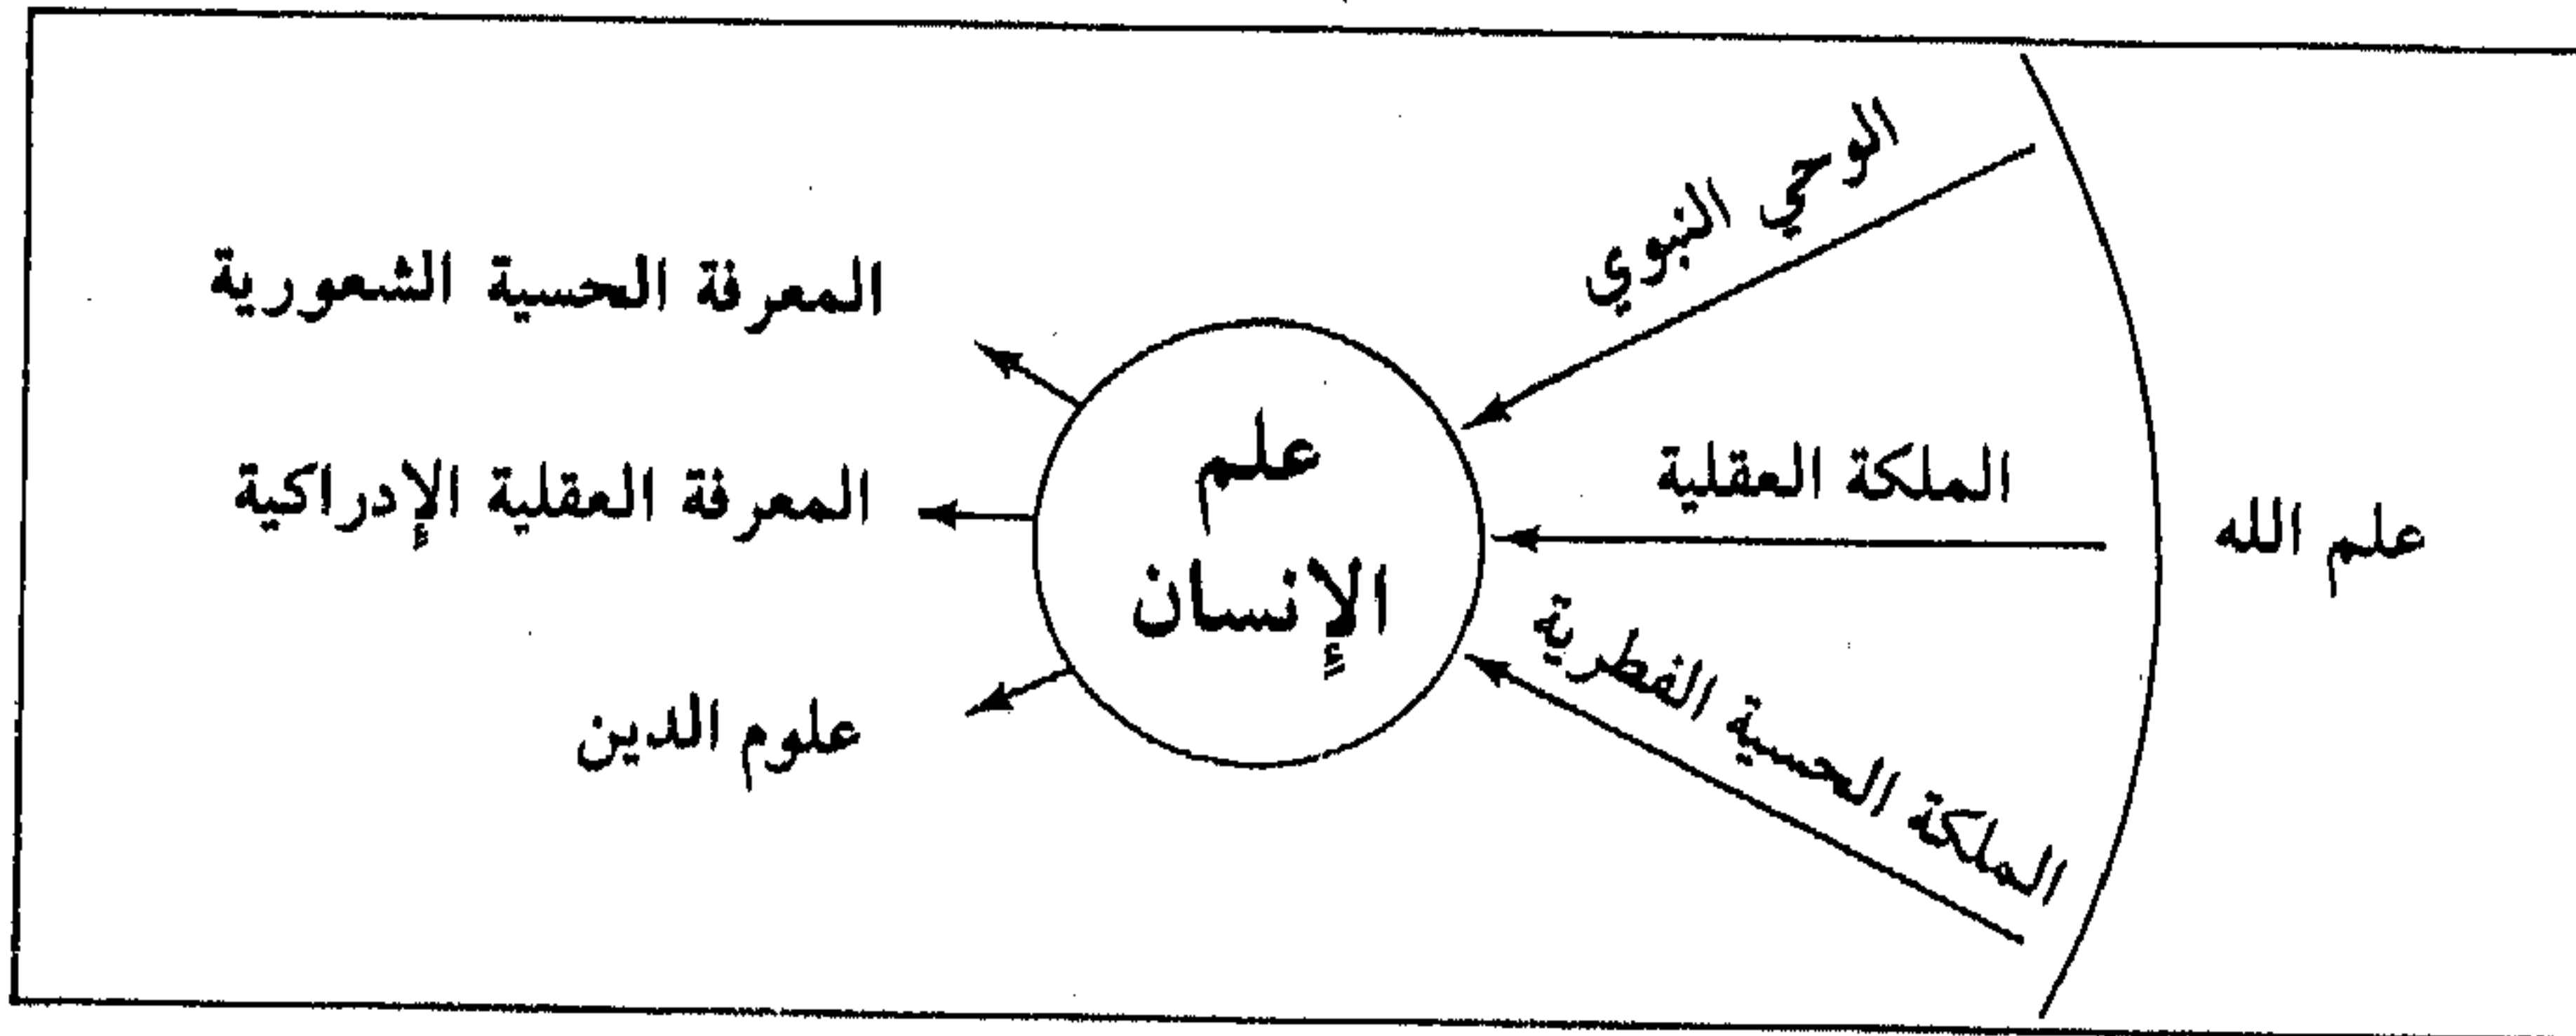 علم الله
الوحي النبوي
الملكة العقلية
الملكة الحسية الفطرية
علم
الإنسان
المعرفة الحسية الشعورية
المعرفة العقلية الإدراكية
علوم الدين